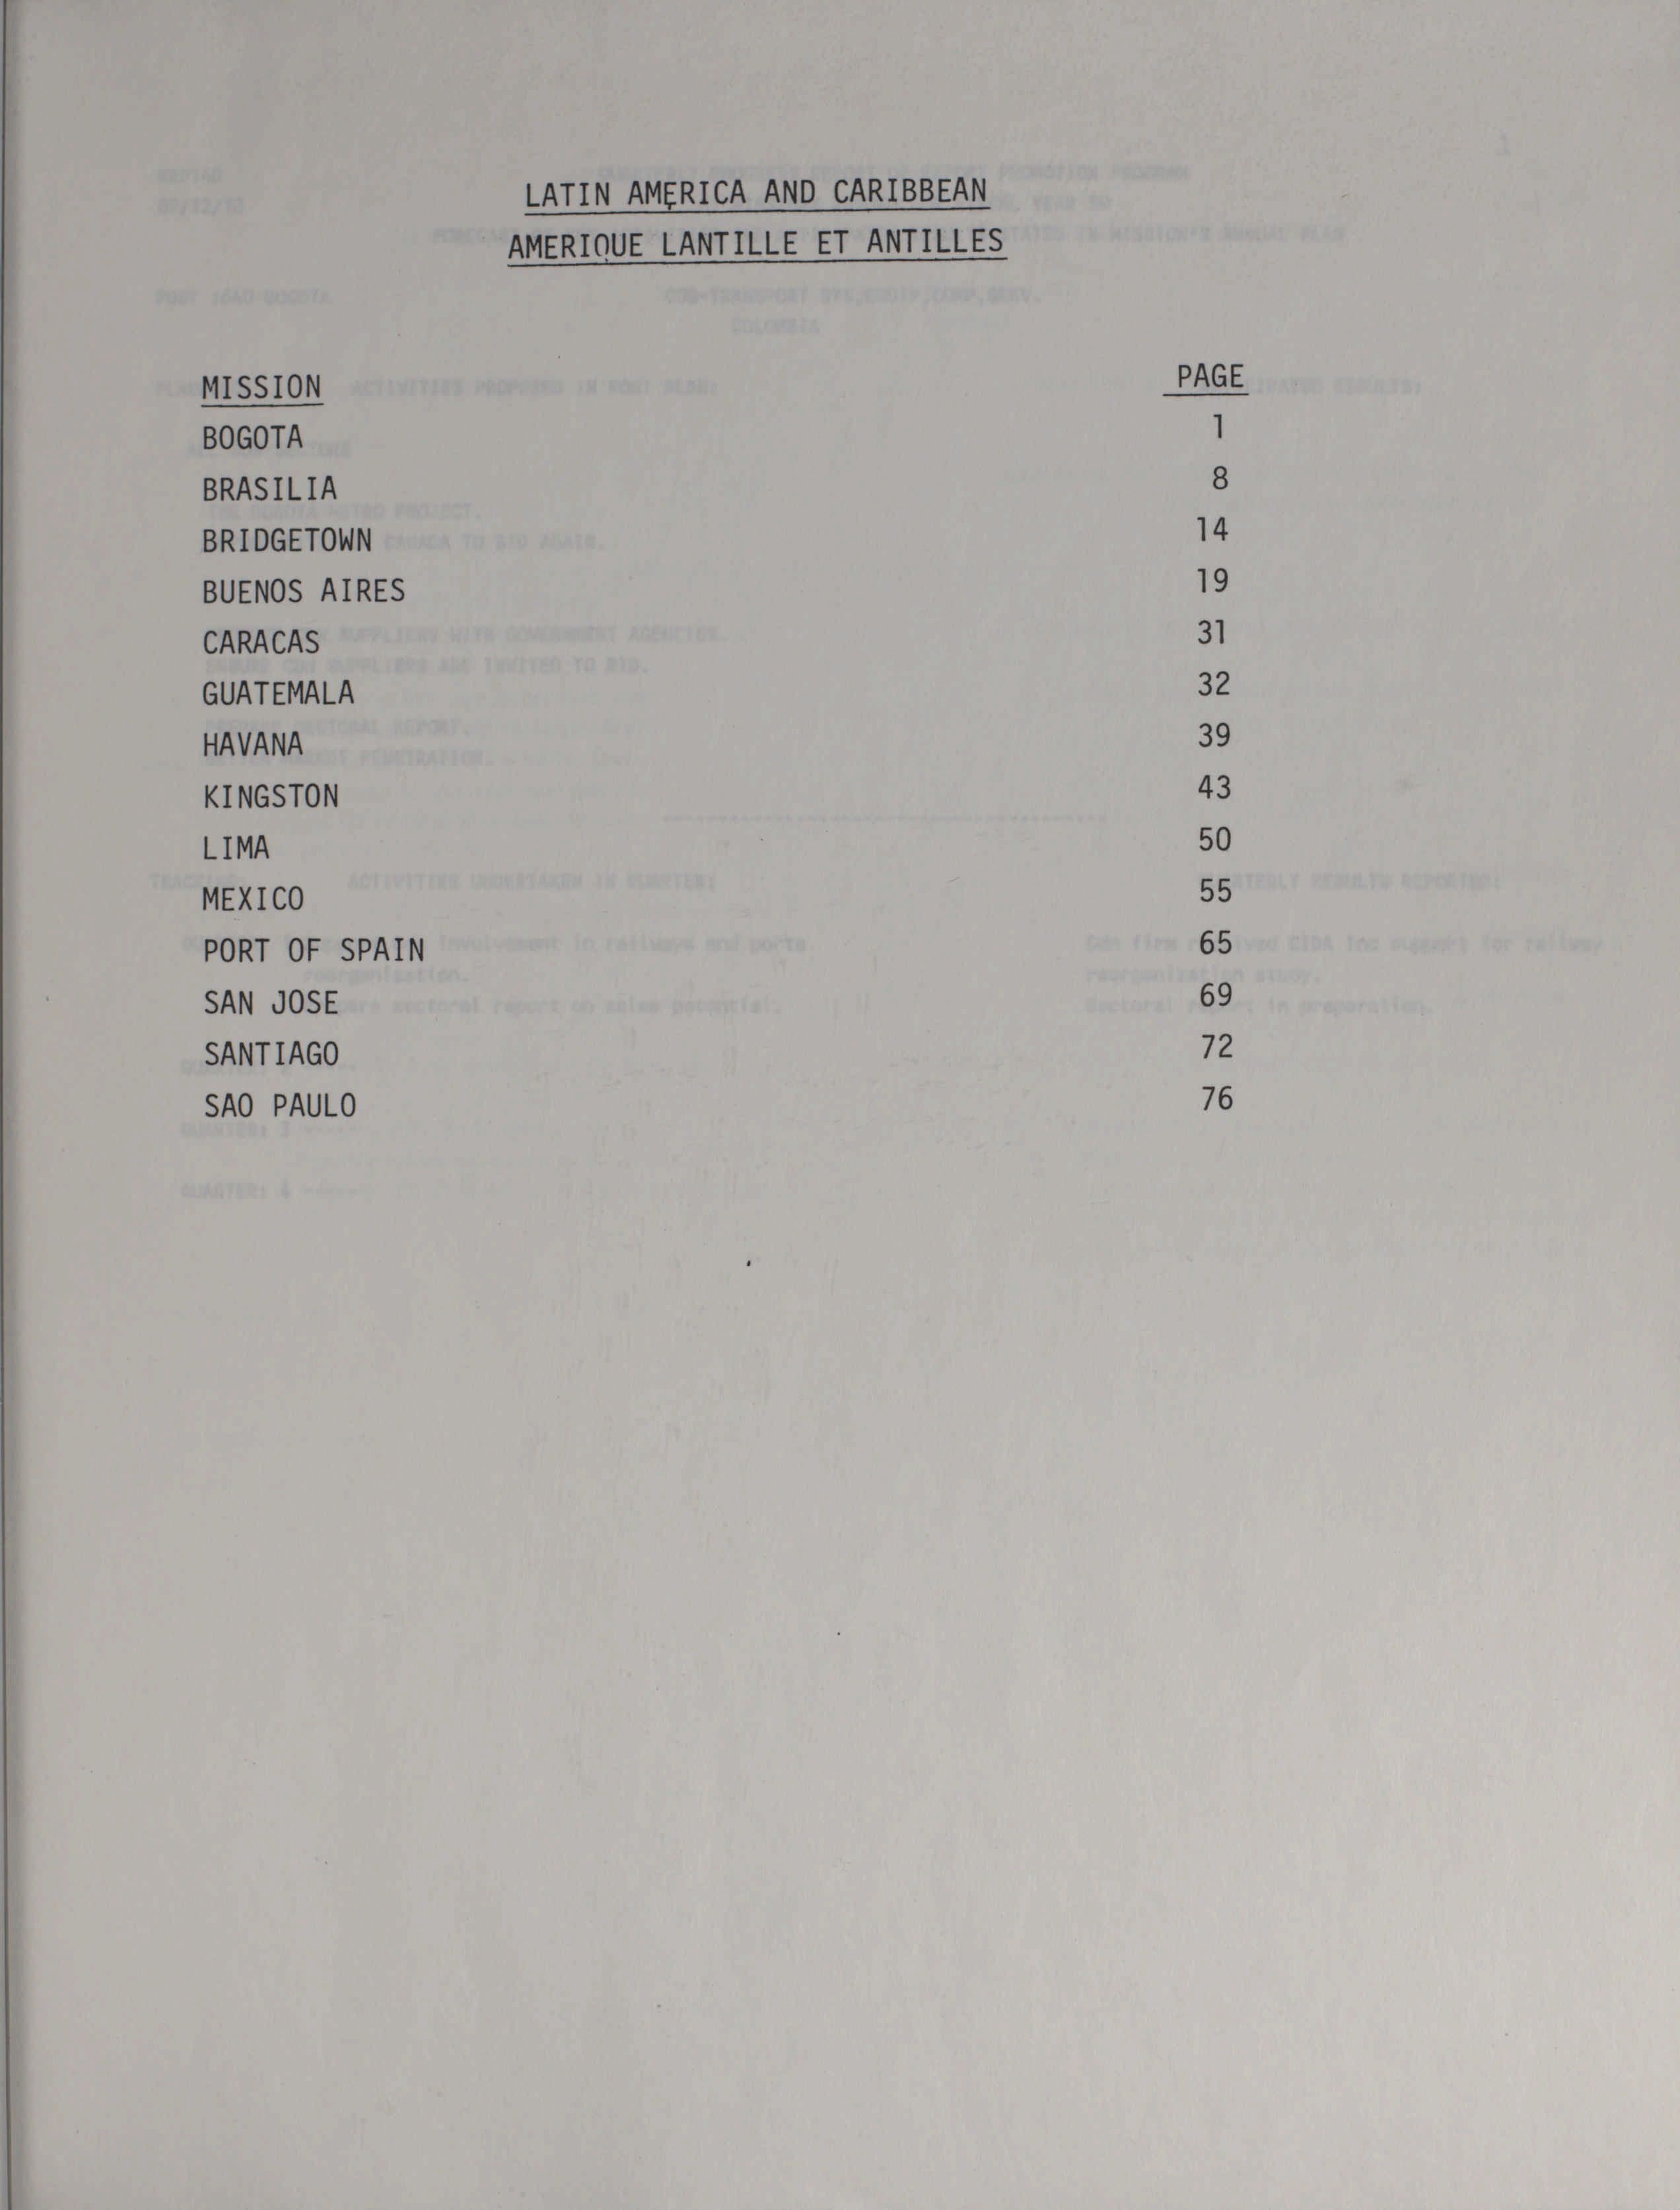 LATIN AMERICA AND CARIBBEAN
AMERIQUE LANTILLE ET ANTILLES
MISSION PAGE
BOGOTA 1
BRASILIA 8
BRIDGETOWN 14
BUENOS AIRES 19
CARACAS 31
GUATEMALA 32
HAVANA 39
KINGSTON 43
LIMA 50
MEXICO 55
PORT OF SPAIN 65
SAN JOSE 69
SANTIAGO 72
SAO PAULO 76